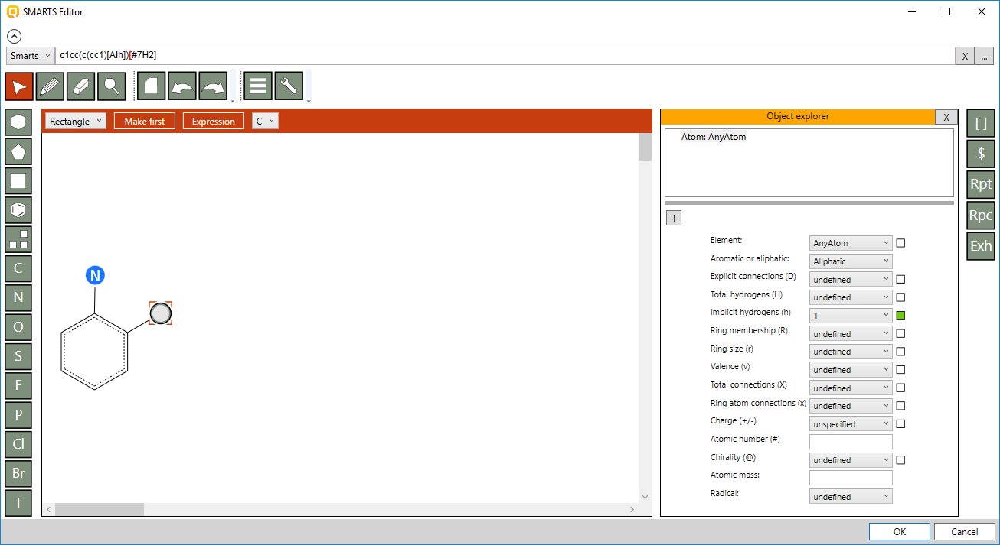 SMARTS Editor
Smarts
c1cc(c(cc1)[A!h])[#7H2]
X
...
Rectangle
Make first
Expression
C
Object explorer
X
Atom: AnyAtom
1
Element:
AnyAtom
Aromatic or aliphatic:
Aliphatic
Explicit connections (D)
undefined
Total hydrogens (H)
undefined
Implicit hydrogens (h)
1
Ring membership (R)
undefined
Ring size (r)
undefined
Valence (v)
undefined
Total connections (X)
undefined
Ring atom connections (x)
undefined
Charge (+/-)
unspecified
Atomic number (#)
Chirality (@)
undefined
Atomic mass:
Radical:
undefined
[ ]
$
Rpt
Rpc
Exh
C
N
O
S
F
P
Cl
Br
I
N
OK
Cancel